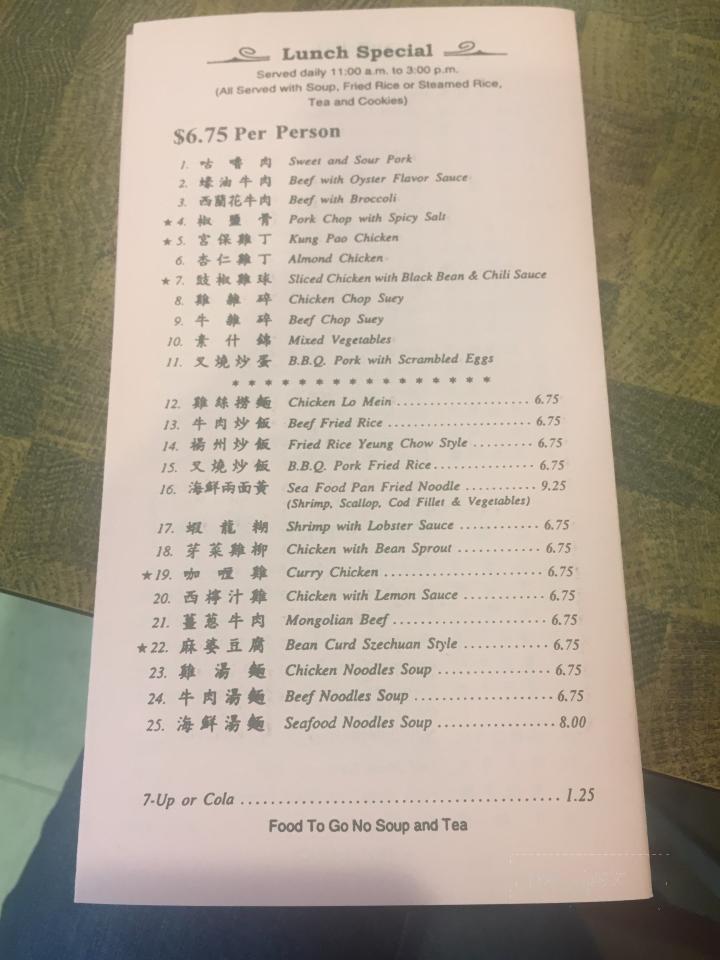 Lunch Special
Served daily 11:00 a.m. to 3:00 p.m.
(All Served with Soup, Fried Rice or Steamed Rice,
Tea and Cookies)
$6.75 Per Person
1. 咕嚕肉 Sweet and Sour Pork
2. 蠔油牛肉 Beef with Oyster Flavor Sauce
3. 西蘭花牛肉 Beef with Broccoli
★ 4. 椒鹽骨 Pork Chop with Spicy Salt
★ 5. 宮保雞丁 Kung Pao Chicken
6. 杏仁雞丁 Almond Chicken
★ 7. 豉椒雞球 Sliced Chicken with Black Bean & Chili Sauce
8. 雞雜碎 Chicken Chop Suey
9. 牛雜碎 Beef Chop Suey
10. 素什錦 Mixed Vegetables
11. 叉燒炒蛋 B.B.Q. Pork with Scrambled Eggs
* * * * * * * * * * * * * * * *
12. 雞絲撈麵 Chicken Lo Mein .................... 6.75
13. 牛肉炒飯 Beef Fried Rice ..................... 6.75
14. 楊州炒飯 Fried Rice Yeung Chow Style ......... 6.75
15. 叉燒炒飯 B.B.Q. Pork Fried Rice............... 6.75
16. 海鮮兩面黃 Sea Food Pan Fried Noodle ........... 9.25
(Shrimp, Scallop, Cod Fillet & Vegetables)
17. 蝦龍糊 Shrimp with Lobster Sauce ............ 6.75
18. 芽菜雞柳 Chicken with Bean Sprout ............ 6.75
★ 19. 咖喱雞 Curry Chicken ....................... 6.75
20. 西檸汁雞 Chicken with Lemon Sauce ............ 6.75
21. 薑蔥牛肉 Mongolian Beef ...................... 6.75
★ 22. 麻婆豆腐 Bean Curd Szechuan Style ............ 6.75
23. 雞湯麵 Chicken Noodles Soup ................ 6.75
24. 牛肉湯麵 Beef Noodles Soup ................... 6.75
25. 海鮮湯麵 Seafood Noodles Soup ................ 8.00
7-Up or Cola .......................................... 1.25
Food To Go No Soup and Tea